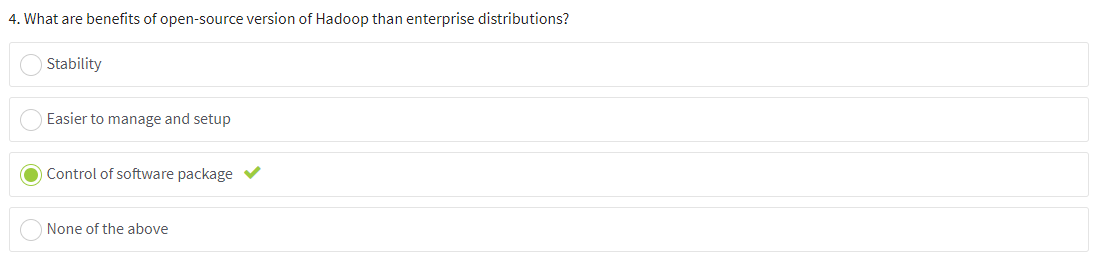 4. What are benefits of open-source version of Hadoop than enterprise distributions?
Stability
Easier to manage and setup
Control of software package
None of the above